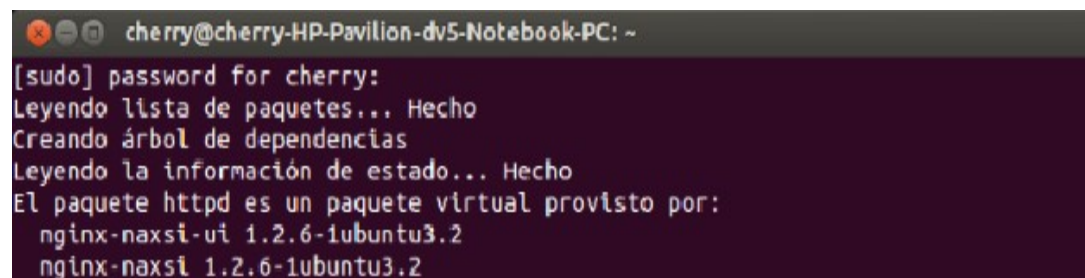 cherry@cherry-HP-Pavilion-dv5-Notebook-PC: ~
[sudo] password for cherry:
Leyendo lista de paquetes... Hecho
Creando árbol de dependencias
Leyendo la información de estado... Hecho
El paquete httpd es un paquete virtual provisto por:
  nginx-naxsi-ui 1.2.6-1ubuntu3.2
  nginx-naxsi 1.2.6-1ubuntu3.2